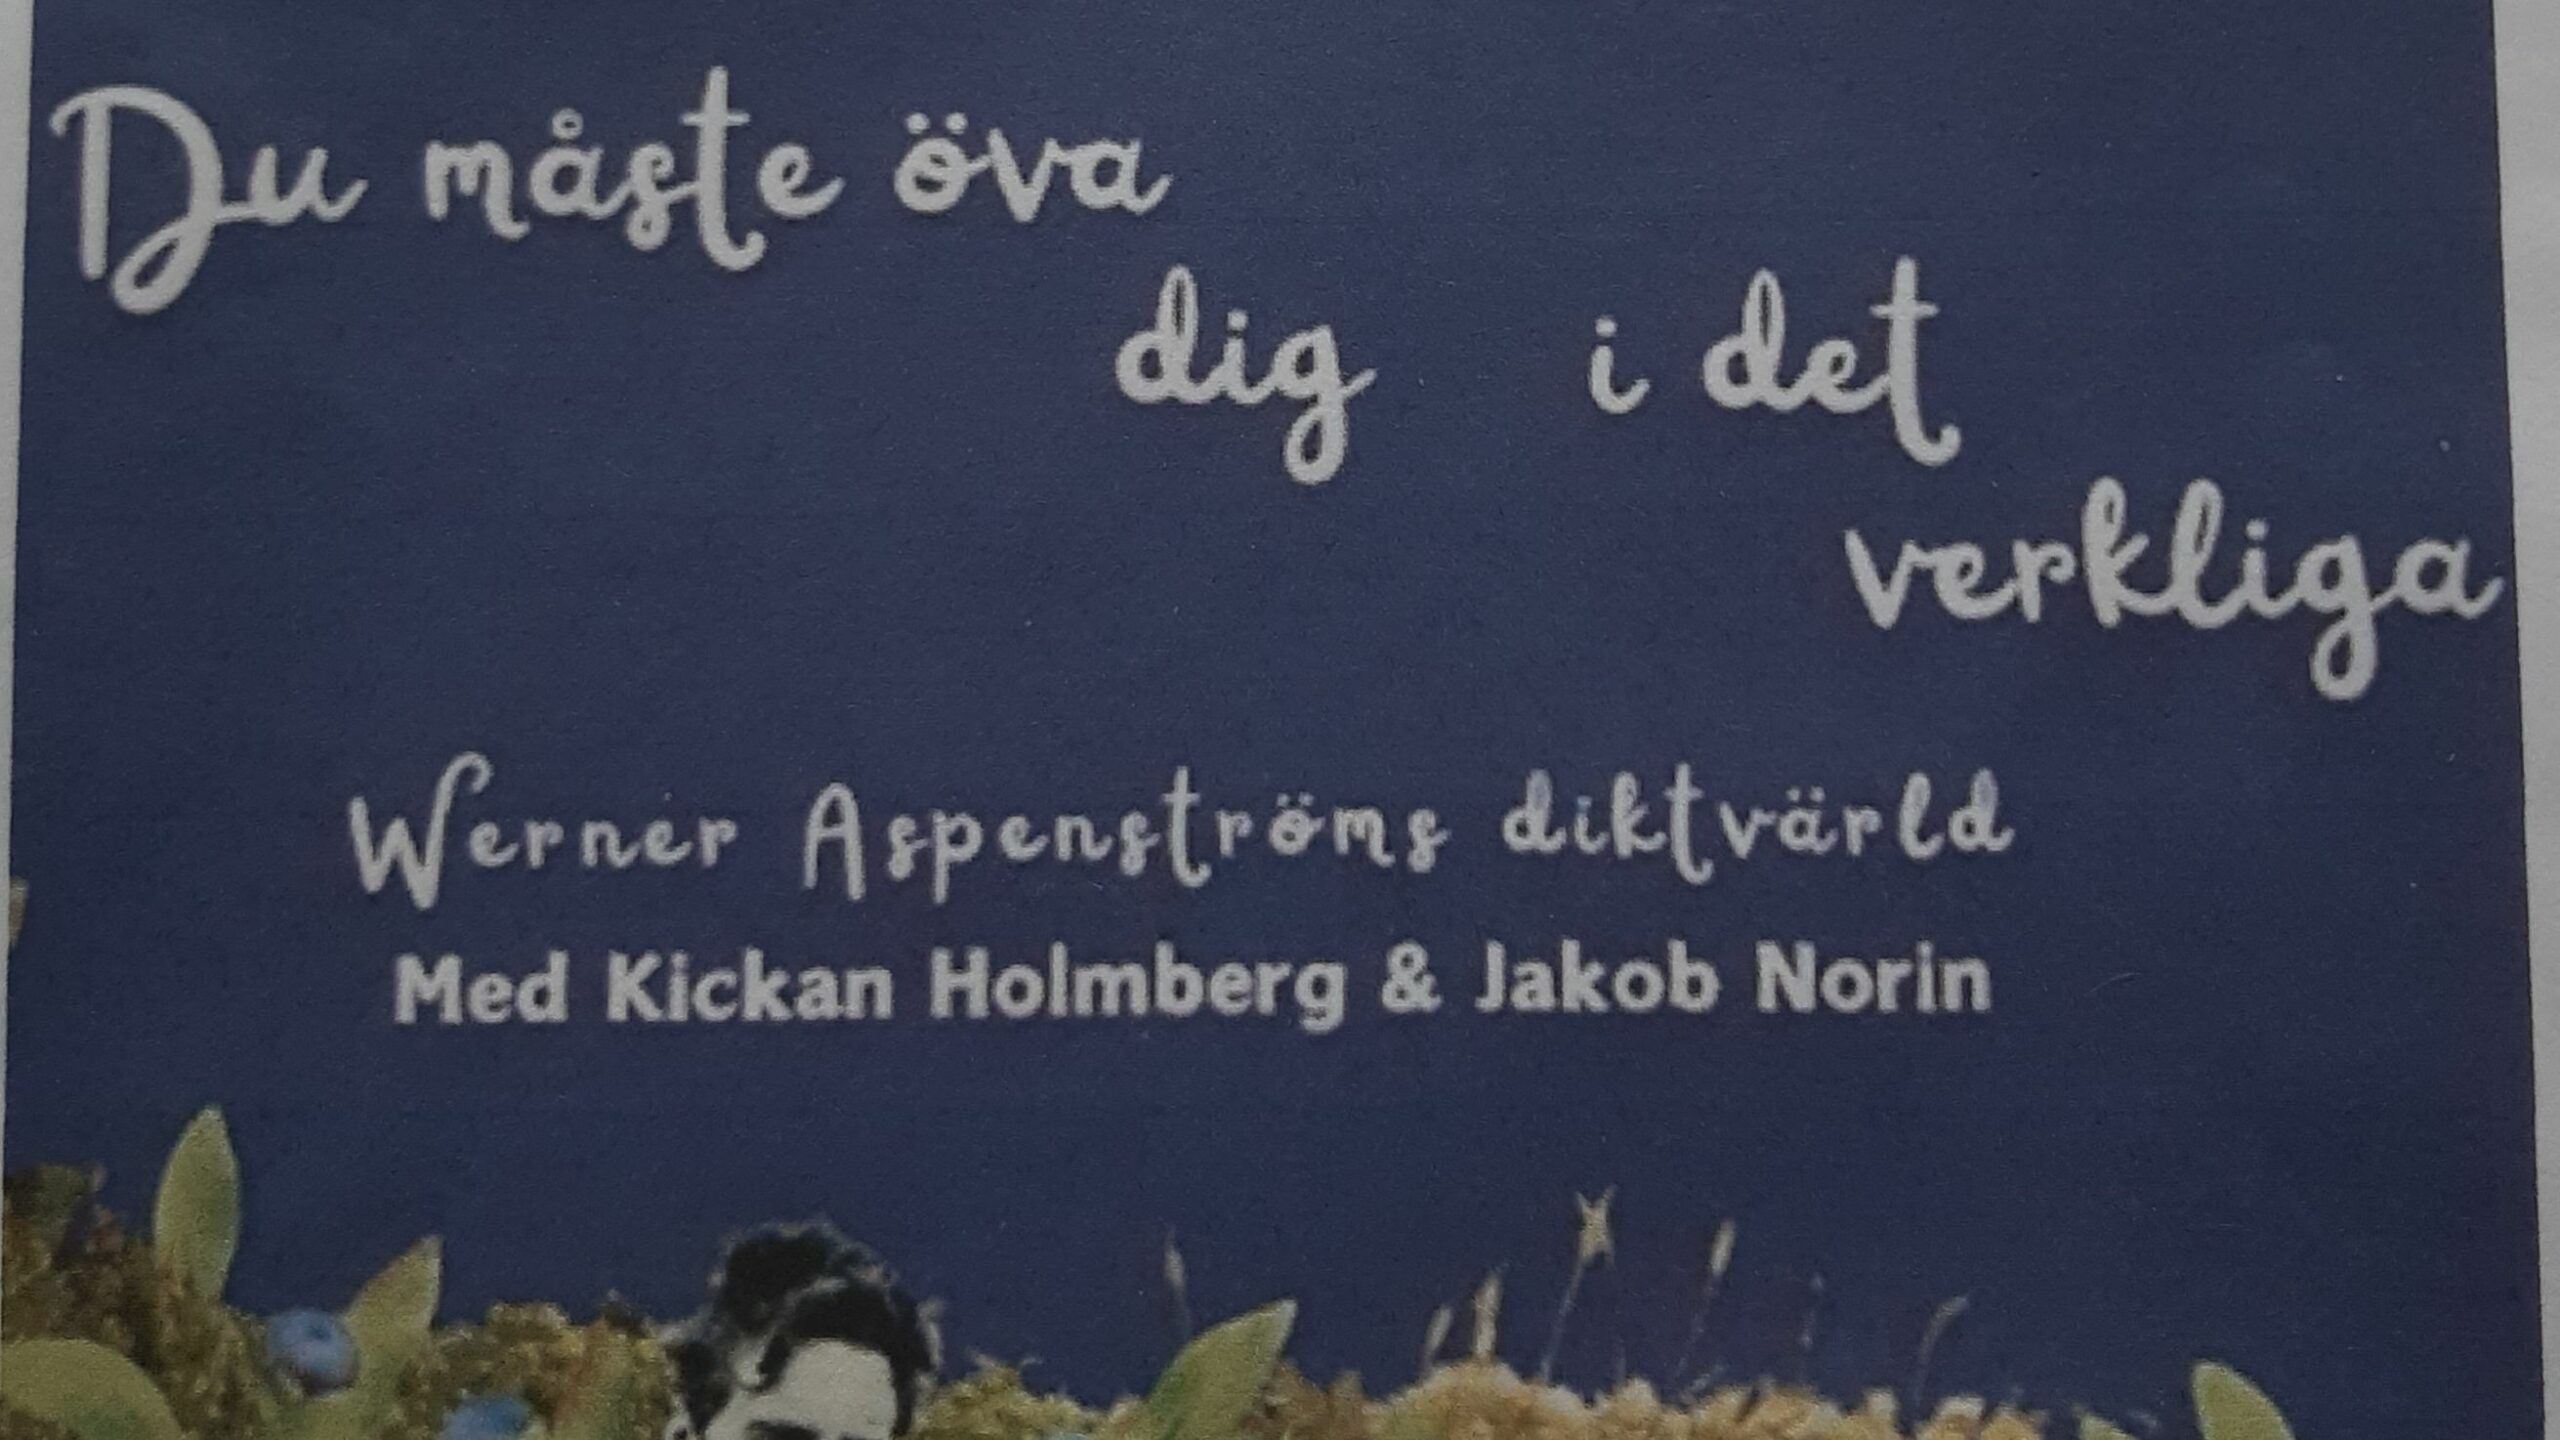 Du måste öva
dig i det
verkliga
Werner Aspenströms diktvärld
Med Kickan Holmberg & Jakob Norin